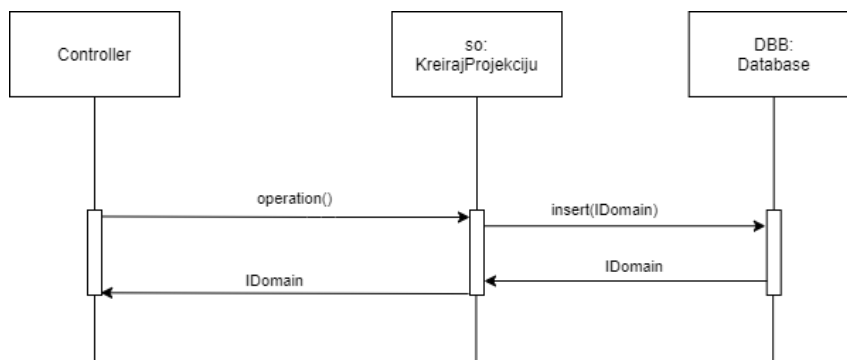 Controller
so:
KreirajProjekciju
DBB:
Database
operation()
insert(IDomain)
IDomain
IDomain